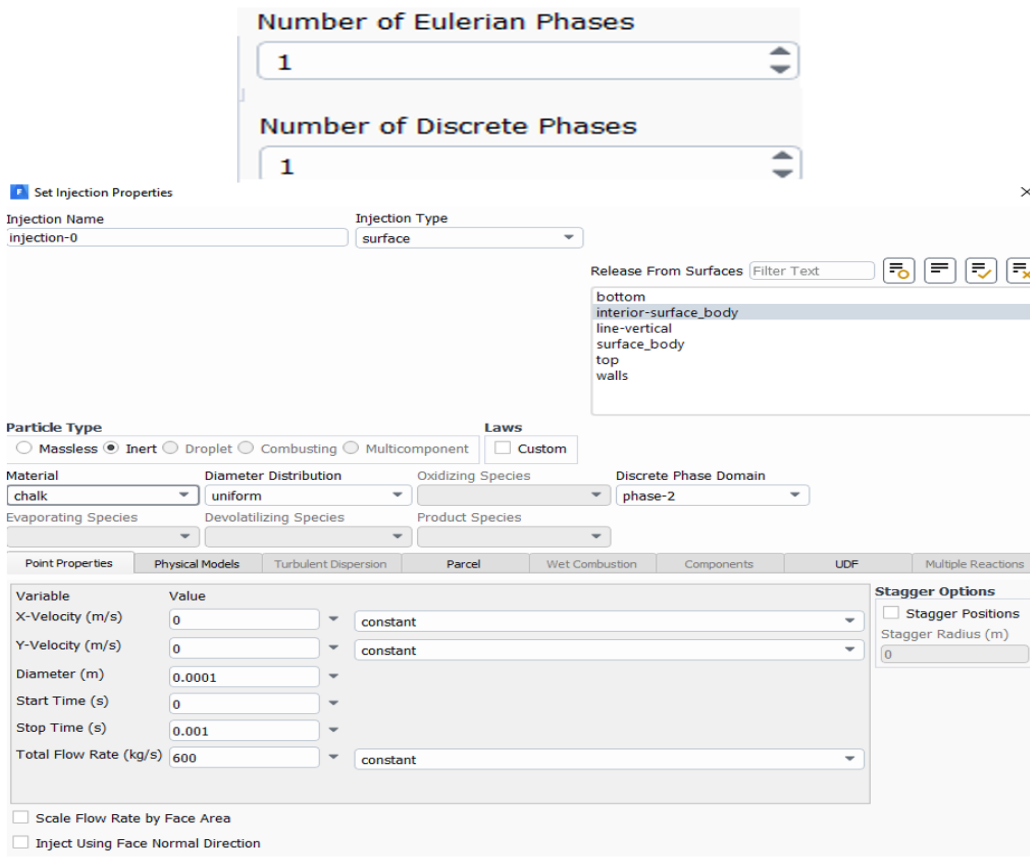 Number of Eulerian Phases
1
Number of Discrete Phases
1
Set Injection Properties
Injection Name
Injection Type
injection-0
surface
Release From Surfaces Filter Text
bottom
interior-surface_body
line-vertical
surface_body
top
walls
Particle Type
Laws
Massless Inert Droplet Combusting Multicomponent
Custom
Material
Diameter Distribution
Oxidizing Species
Discrete Phase Domain
chalk
uniform
phase-2
Evaporating Species
Devolatilizing Species
Product Species
Point Properties
Physical Models
Turbulent Dispersion
Parcel
Wet Combustion
Components
UDF
Multiple Reactions
Variable
Value
X-Velocity (m/s)
0
constant
Y-Velocity (m/s)
0
constant
Diameter (m)
0.0001
Start Time (s)
0
Stop Time (s)
0.001
Total Flow Rate (kg/s)
600
constant
Stagger Options
Stagger Positions
Stagger Radius (m)
0
Scale Flow Rate by Face Area
Inject Using Face Normal Direction